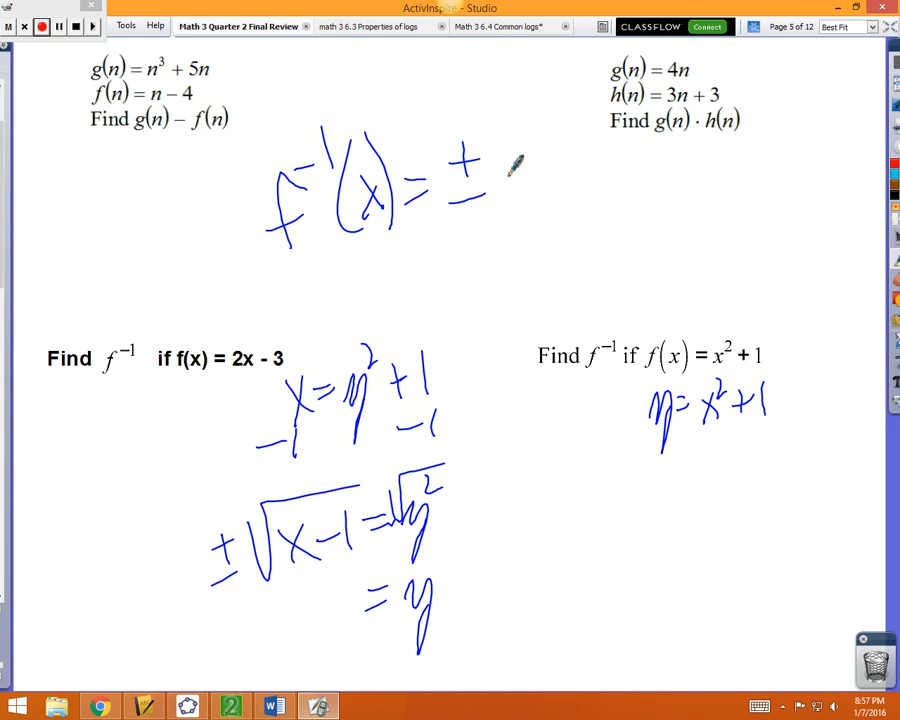 ActivInspire - Studio
M
Tools Help Math 3 Quarter 2 Final Review math 3 6.3 Properties of logs Math 3 6.4 Common logs* CLASSFLOW Connect Page 5 of 12 Best Fit
g(n) = n³ + 5n
f(n) = n − 4
Find g(n) − f(n)
g(n) = 4n
h(n) = 3n + 3
Find g(n) · h(n)
f⁻¹(x) = ±
Find f⁻¹ if f(x) = 2x - 3
x = y² + 1
-1 -1
±√(x-1) = √y²
= y
Find f⁻¹ if f(x) = x² + 1
y = x² + 1
8:57 PM
1/7/2016